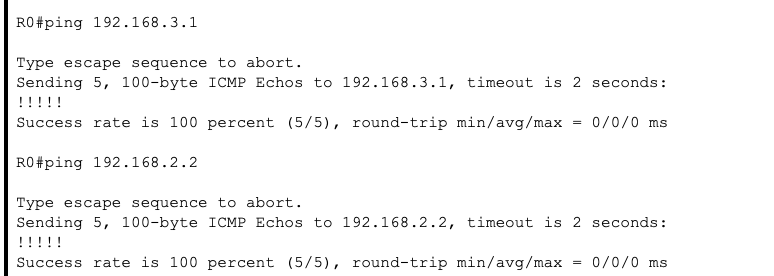 R0#ping 192.168.3.1
Type escape sequence to abort.
Sending 5, 100-byte ICMP Echos to 192.168.3.1, timeout is 2 seconds:
!!!!!
Success rate is 100 percent (5/5), round-trip min/avg/max = 0/0/0 ms
R0#ping 192.168.2.2
Type escape sequence to abort.
Sending 5, 100-byte ICMP Echos to 192.168.2.2, timeout is 2 seconds:
!!!!!
Success rate is 100 percent (5/5), round-trip min/avg/max = 0/0/0 ms